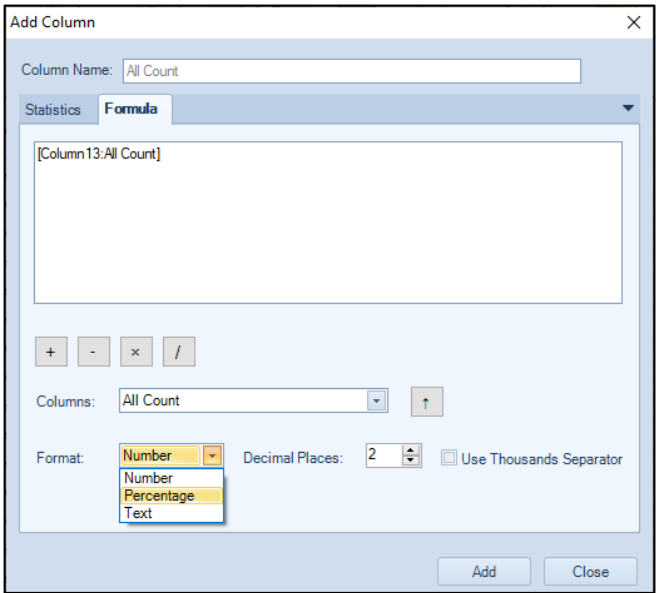 Add Column
Column Name: All Count
Statistics Formula
[Column13:All Count]
+ - × /
Columns: All Count ↑
Format: Number Decimal Places: 2 Use Thousands Separator
Number
Percentage
Text
Add Close